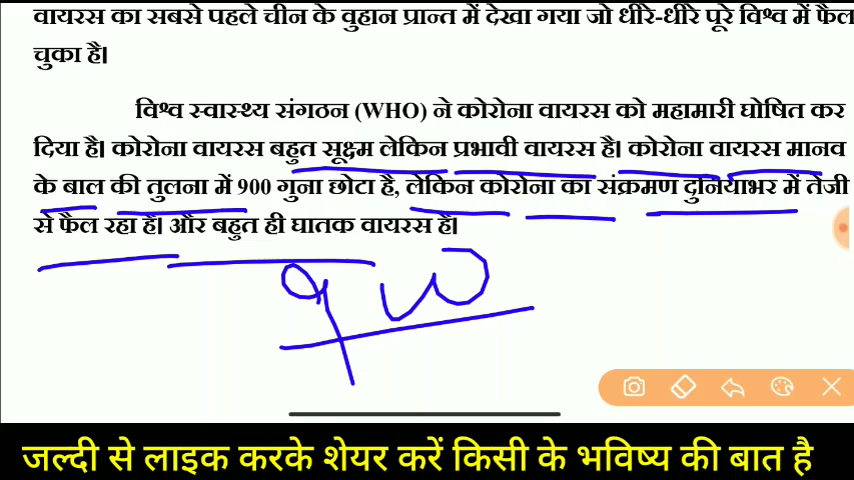 वायरस का सबसे पहले चीन के वुहान प्रान्त में देखा गया जो धीरे-धीरे पूरे विश्व में फैल
चुका है।
विश्व स्वास्थ्य संगठन (WHO) ने कोरोना वायरस को महामारी घोषित कर
दिया है। कोरोना वायरस बहुत सूक्ष्म लेकिन प्रभावी वायरस है। कोरोना वायरस मानव
के बाल की तुलना में 900 गुना छोटा है, लेकिन कोरोना का संक्रमण दुनियाभर में तेजी
से फैल रहा है। और बहुत ही घातक वायरस है।
जल्दी से लाइक करके शेयर करें किसी के भविष्य की बात है